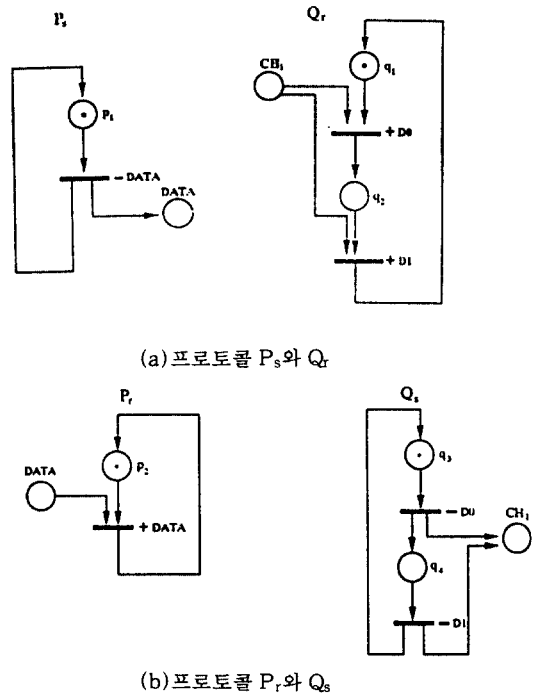 Ps
p1
− DATA
DATA
Qr
CH1
q1
+ D0
q2
+ D1
(a)프로토콜 Ps와 Qr
Pr
DATA
p2
+ DATA
Qs
q3
− D0
CH1
q4
− D1
(b)프로토콜 Pr와 Qs